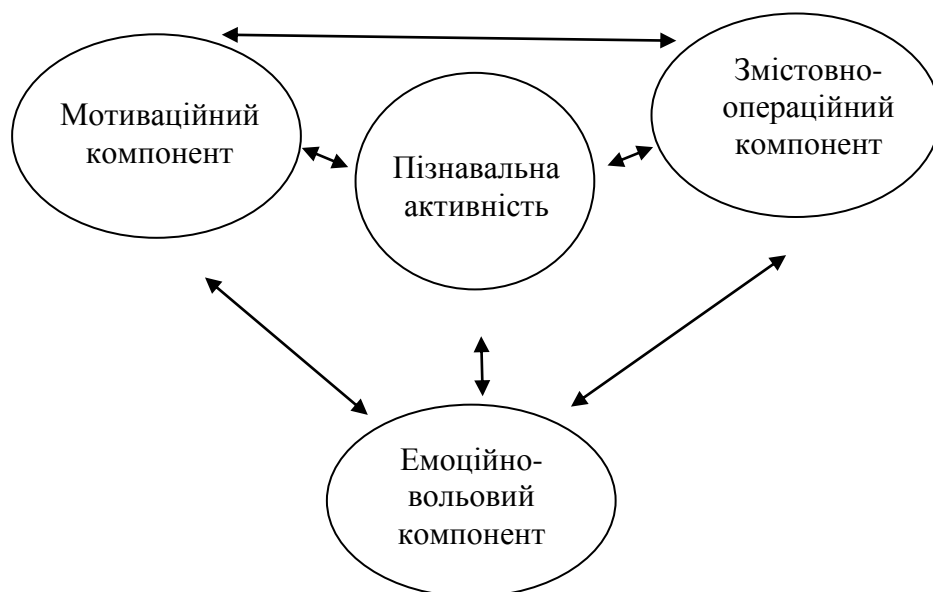 Мотиваційний
компонент
Пізнавальна
активність
Змістовно-
операційний
компонент
Емоційно-
вольовий
компонент